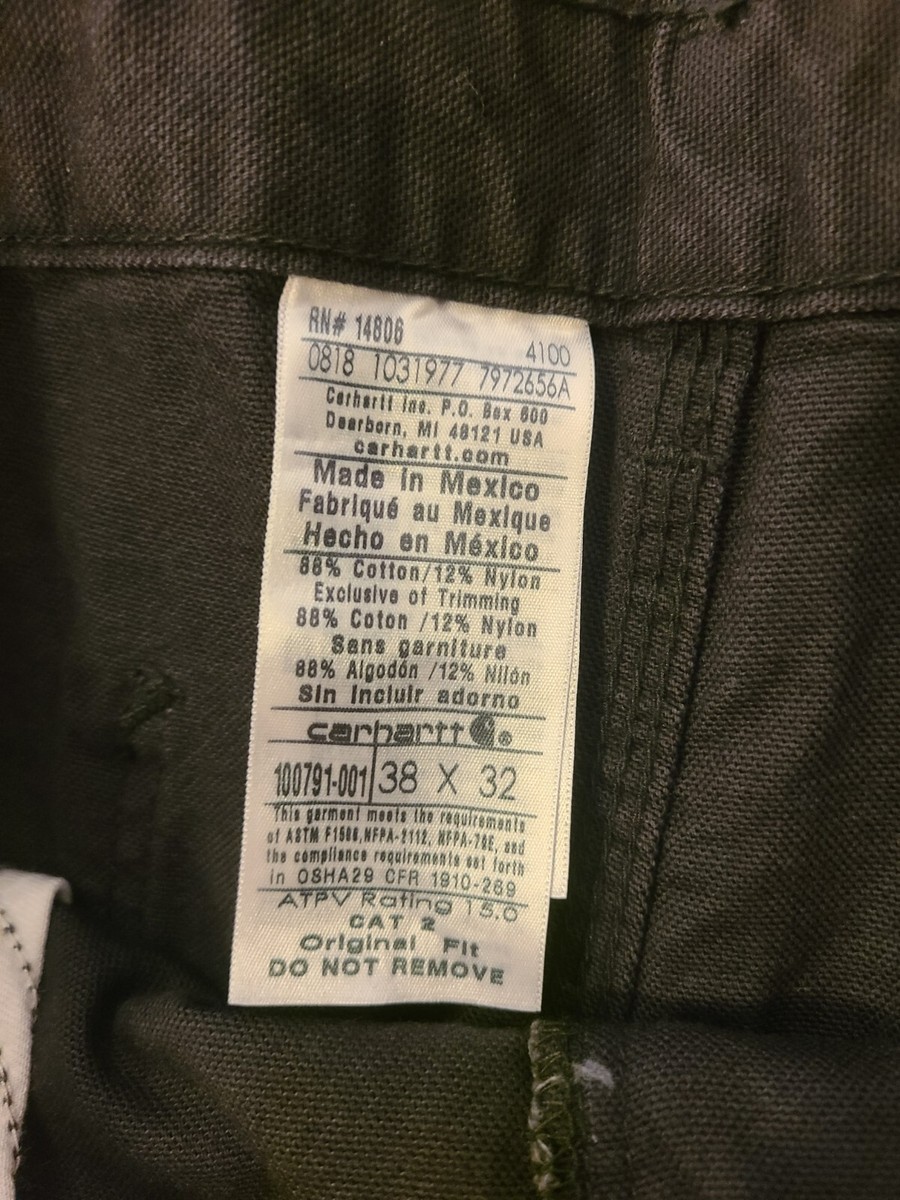 RN# 14806
4100
0818 1031977 7972656A
Carhartt Inc. P.O. Box 600
Dearborn, MI 48121 USA
carhartt.com
Made in Mexico
Fabriqué au Mexique
Hecho en México
88% Cotton/12% Nylon
Exclusive of Trimming
88% Coton /12% Nylon
Sans garniture
88% Algodón /12% Nilón
Sin incluir adorno
carhartt
100791-001 38 X 32
This garment meets the requirements
of ASTM F1506,NFPA-2112, NFPA-70E, and
the compliance requirements set forth
in OSHA29 CFR 1910-269
ATPV Rating 15.0
CAT 2
Original Fit
DO NOT REMOVE